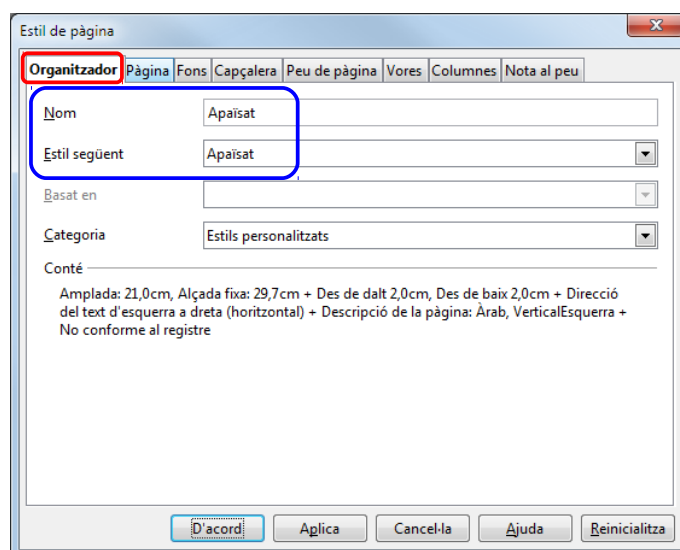 Estil de pàgina
Organitzador Pàgina Fons Capçalera Peu de pàgina Vores Columnes Nota al peu
Nom Apaïsat
Estil següent Apaïsat
Basat en
Categoria Estils personalitzats
Conté
Amplada: 21,0cm, Alçada fixa: 29,7cm + Des de dalt 2,0cm, Des de baix 2,0cm + Direcció
del text d'esquerra a dreta (horitzontal) + Descripció de la pàgina: Àrab, VerticalEsquerra +
No conforme al registre
D'acord Aplica Cancel·la Ajuda Reinicialitza